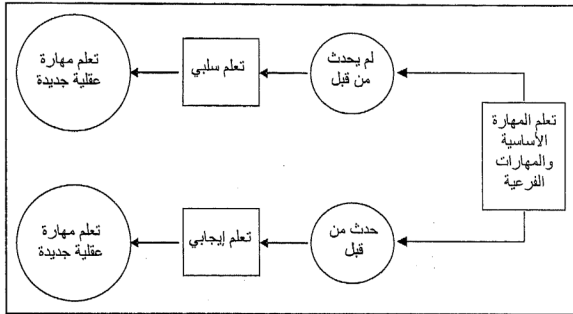 تعلم المهارة
الأساسية
والمهارات
الفرعية
لم يحدث
من قبل
تعلم سلبي
تعلم مهارة
عقلية جديدة
حدث من
قبل
تعلم إيجابي
تعلم مهارة
عقلية جديدة